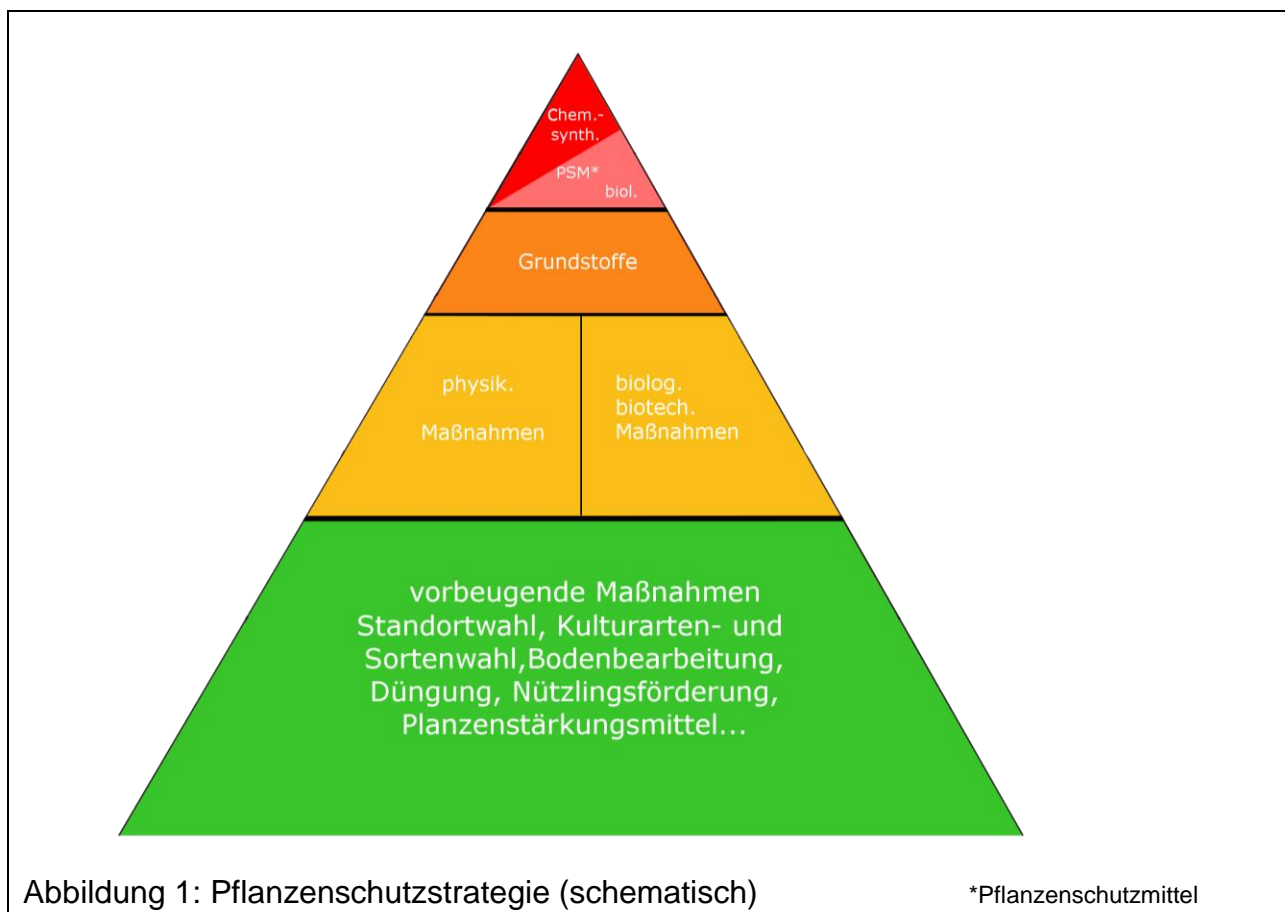 Chem.-
synth.
PSM*
biol.
Grundstoffe
physik.
Maßnahmen
biolog.
biotech.
Maßnahmen
vorbeugende Maßnahmen
Standortwahl, Kulturarten- und
Sortenwahl,Bodenbearbeitung,
Düngung, Nützlingsförderung,
Planzenstärkungsmittel...
Abbildung 1: Pflanzenschutzstrategie (schematisch) *Pflanzenschutzmittel